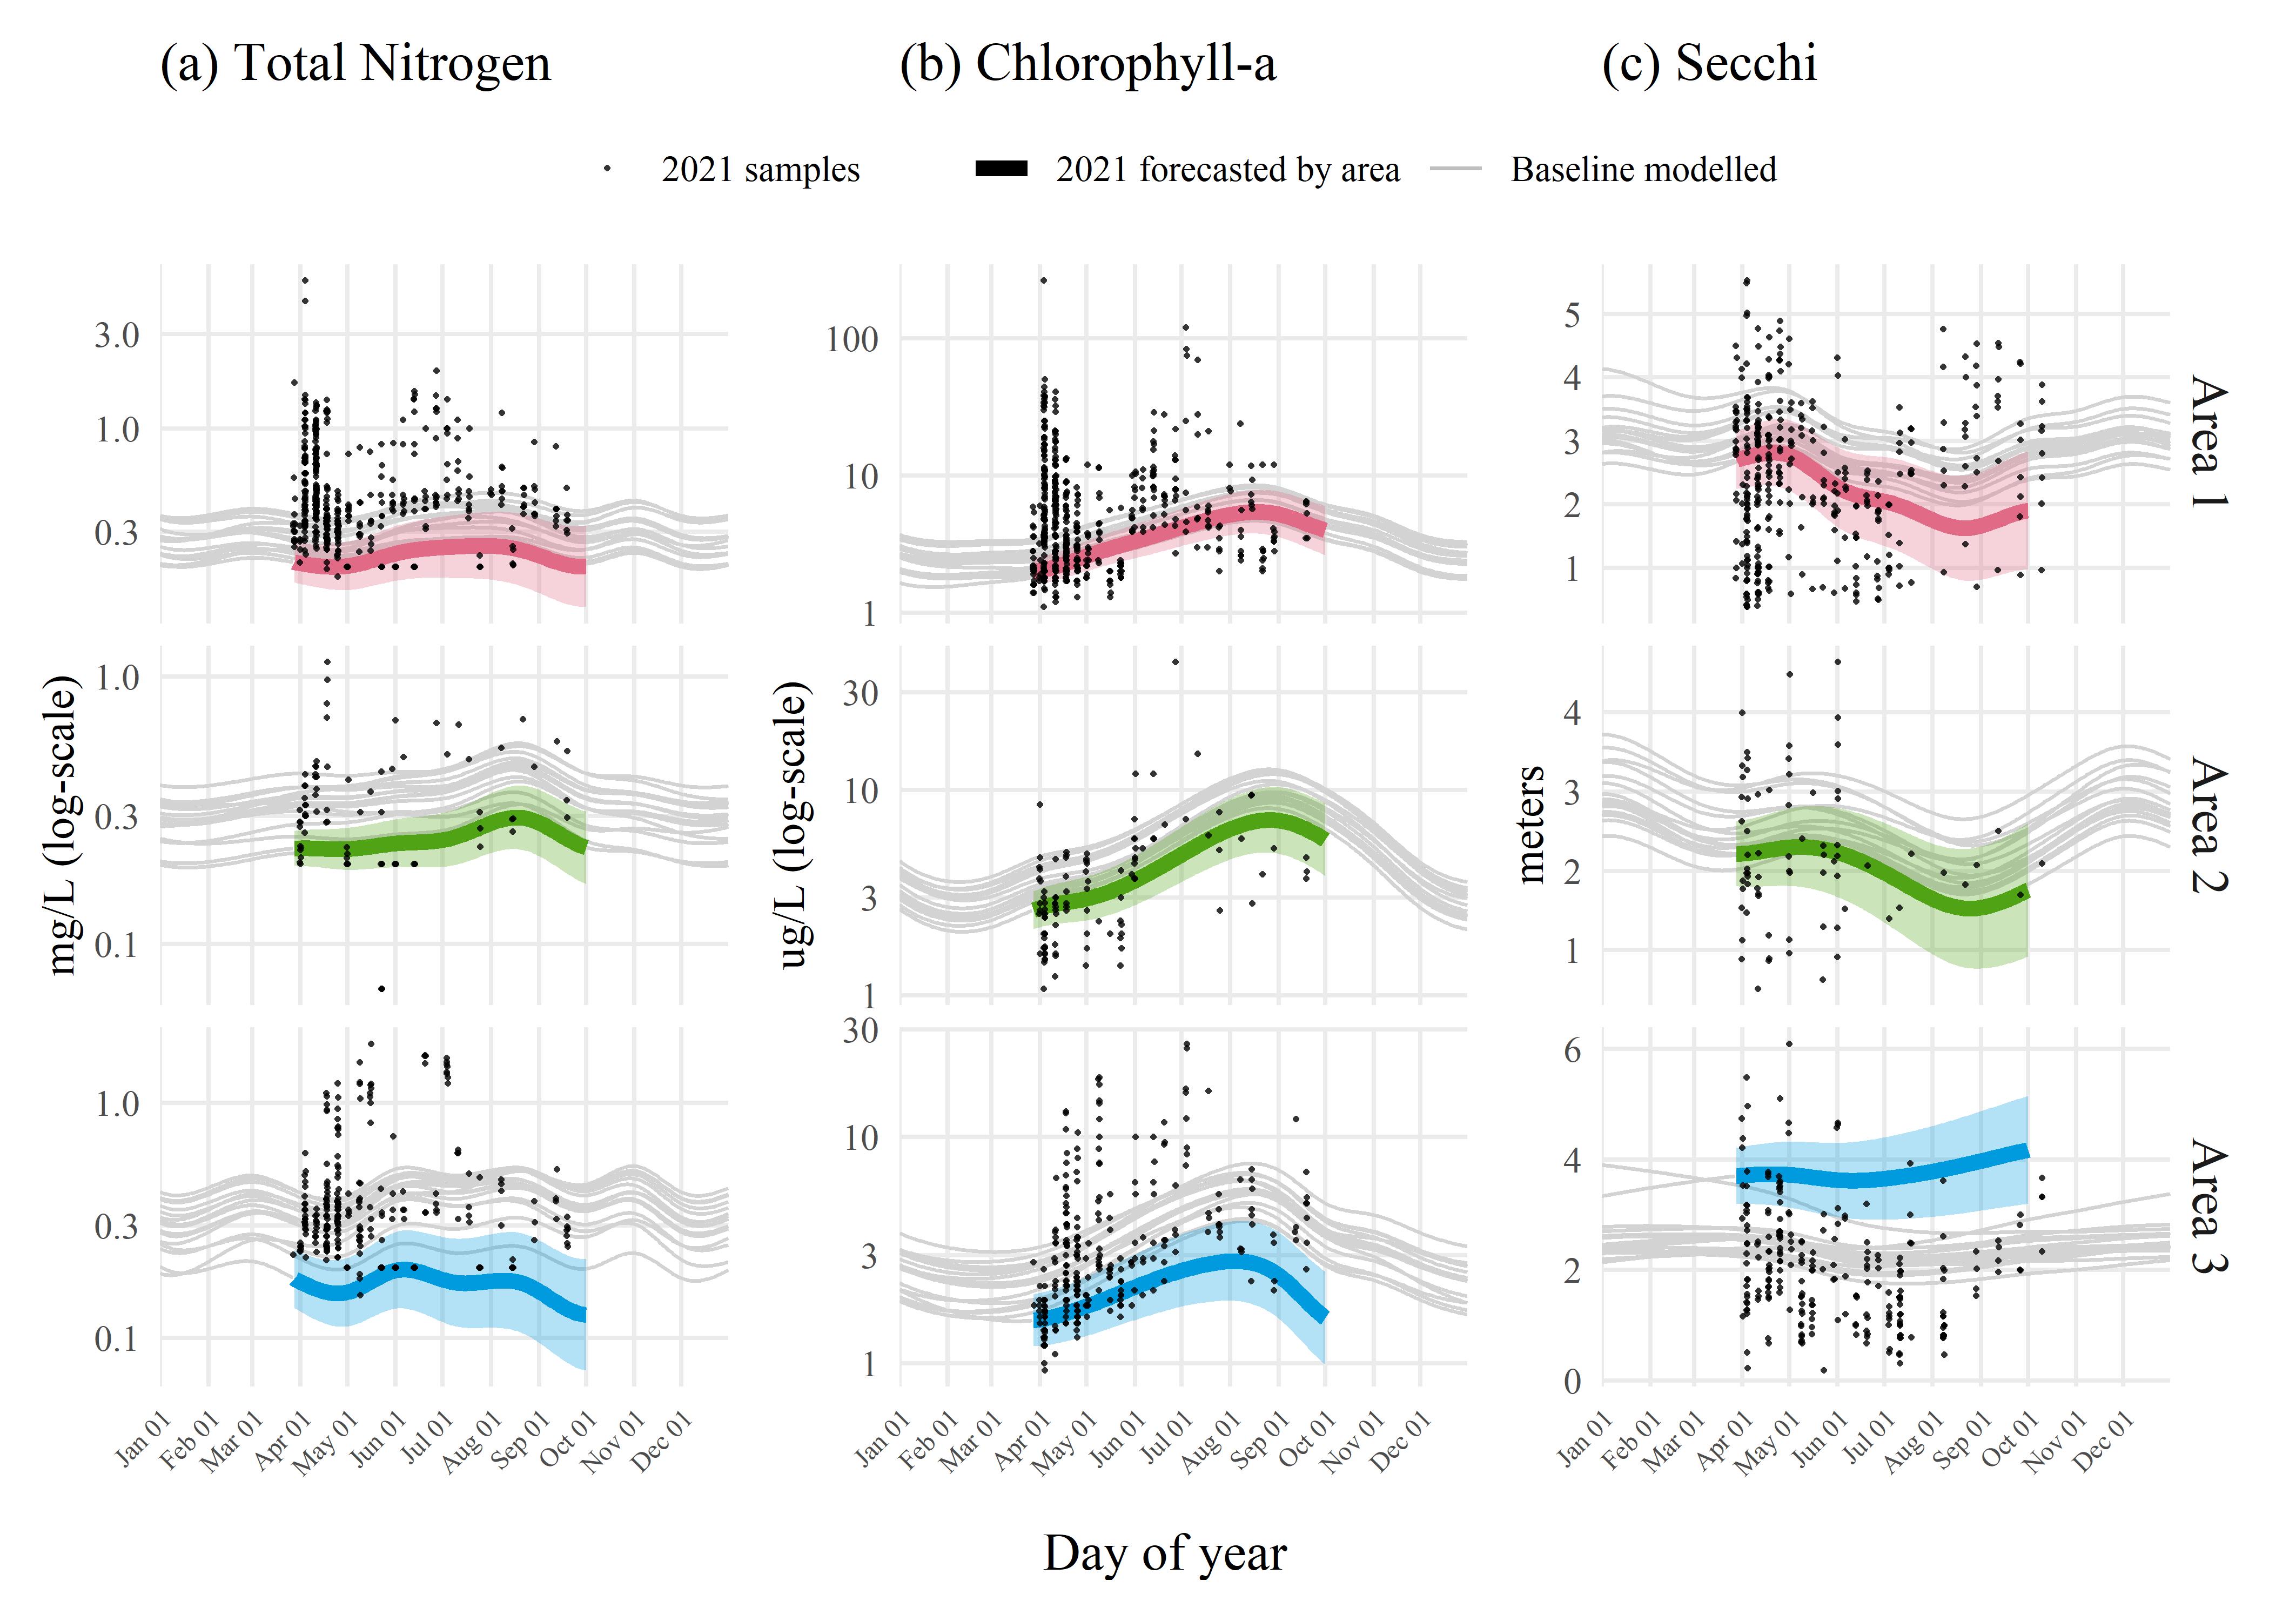 (a) Total Nitrogen
(b) Chlorophyll-a
(c) Secchi
2021 samples
2021 forecasted by area
Baseline modelled
mg/L (log-scale)
3.0
1.0
0.3
1.0
0.3
0.1
1.0
0.3
0.1
ug/L (log-scale)
100
10
1
30
10
3
1
30
10
3
1
meters
5
4
3
2
1
4
3
2
1
6
4
2
0
Area 1
Area 2
Area 3
Jan 01 Feb 01 Mar 01 Apr 01 May 01 Jun 01 Jul 01 Aug 01 Sep 01 Oct 01 Nov 01 Dec 01
Jan 01 Feb 01 Mar 01 Apr 01 May 01 Jun 01 Jul 01 Aug 01 Sep 01 Oct 01 Nov 01 Dec 01
Jan 01 Feb 01 Mar 01 Apr 01 May 01 Jun 01 Jul 01 Aug 01 Sep 01 Oct 01 Nov 01 Dec 01
Day of year